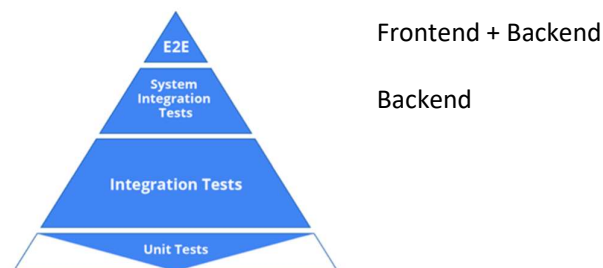 E2E
Frontend + Backend
System
Integration
Tests
Backend
Integration Tests
Unit Tests